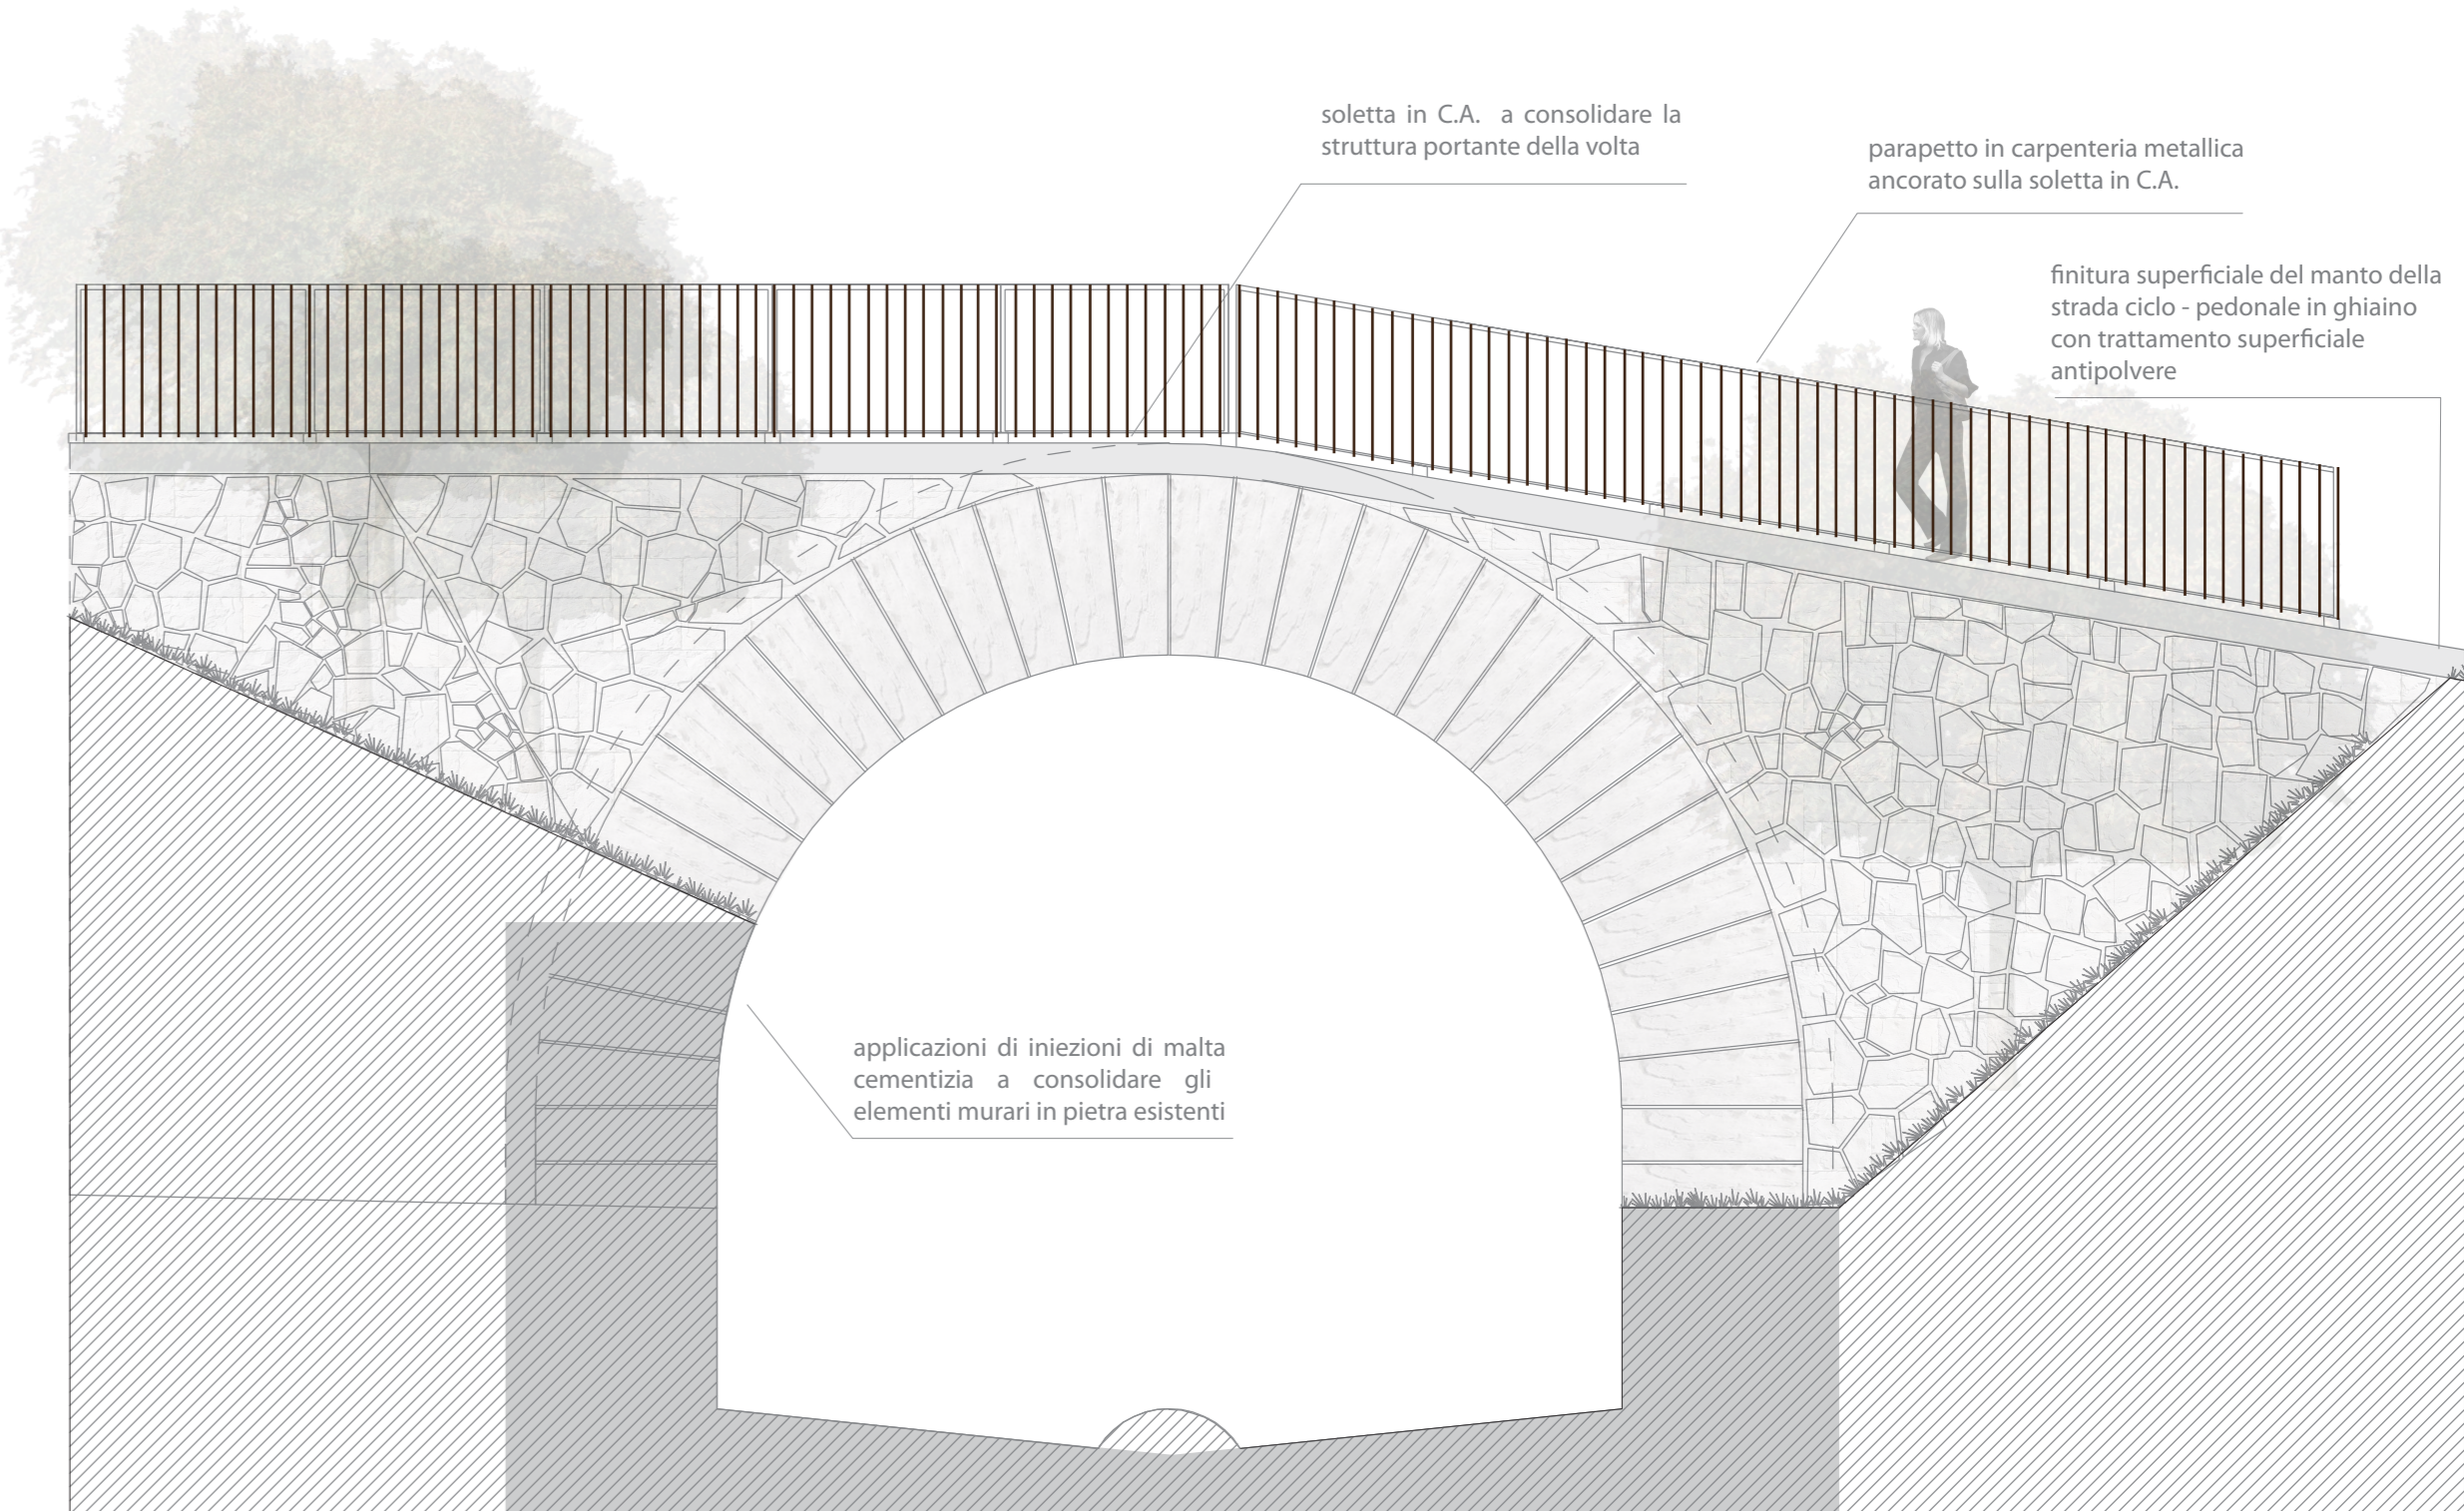 soletta in C.A. a consolidare la
struttura portante della volta
parapetto in carpenteria metallica
ancorato sulla soletta in C.A.
finitura superficiale del manto della
strada ciclo - pedonale in ghiaino
con trattamento superficiale
antipolvere
applicazioni di iniezioni di malta
cementizia a consolidare gli
elementi murari in pietra esistenti